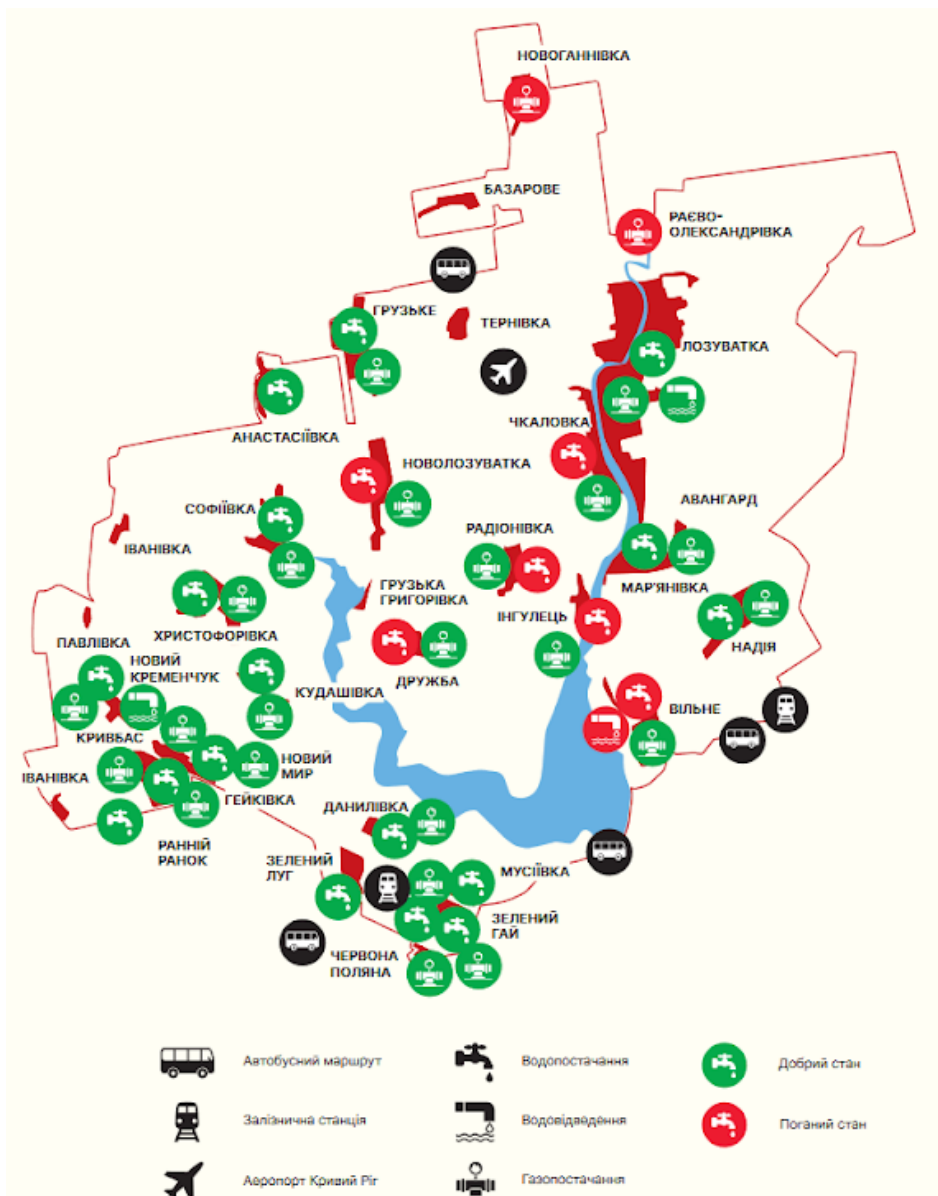 НОВОГАННІВКА
БАЗАРОВЕ
РАЄВО-
ОЛЕКСАНДРІВКА
ГРУЗЬКЕ
ТЕРНІВКА
ЛОЗУВАТКА
АНАСТАСІЇВКА
ЧКАЛОВКА
НОВОЛОЗУВАТКА
СОФІЇВКА
АВАНГАРД
РАДІОНІВКА
ІВАНІВКА
МАР'ЯНІВКА
ГРУЗЬКА
ГРИГОРІВКА
ІНГУЛЕЦЬ
ХРИСТОФОРІВКА
ПАВЛІВКА
НАДІЯ
НОВИЙ
КРЕМЕНЧУК
ДРУЖБА
КУДАШІВКА
ВІЛЬНЕ
КРИВБАС
НОВИЙ
МИР
ІВАНІВКА
ГЕЙКІВКА
ДАНИЛІВКА
РАННІЙ
РАНОК
ЗЕЛЕНИЙ
ЛУГ
МУСІЇВКА
ЗЕЛЕНИЙ
ГАЙ
ЧЕРВОНА
ПОЛЯНА
Автобусний маршрут
Водопостачання
Добрий стан
Залізнична станція
Водовідведення
Поганий стан
Аеропорт Кривий Ріг
Газопостачання